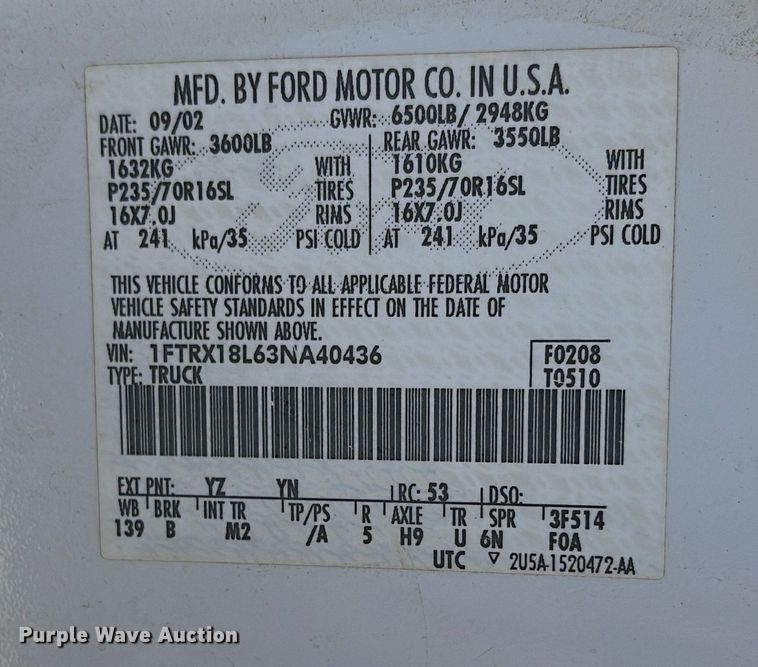 MFD. BY FORD MOTOR CO. IN U.S.A.
DATE: 09/02 GVWR: 6500LB/ 2948KG
FRONT GAWR: 3600LB REAR GAWR: 3550LB
1632KG WITH 1610KG WITH
P235/70R16SL TIRES P235/70R16SL TIRES
16X7.0J RIMS 16X7.0J RIMS
AT 241 kPa/35 PSI COLD AT 241 kPa/35 PSI COLD
THIS VEHICLE CONFORMS TO ALL APPLICABLE FEDERAL MOTOR
VEHICLE SAFETY STANDARDS IN EFFECT ON THE DATE OF
MANUFACTURE SHOWN ABOVE.
VIN: 1FTRX18L63NA40436 F0208
TYPE: TRUCK T0510
EXT PNT: YZ YN RC: 53 DSO:
WB BRK INT TR TP/PS R AXLE TR SPR 3F514
139 B M2 /A 5 H9 U 6N FOA
UTC ▽ 2U5A-1520472-AA
Purple Wave Auction